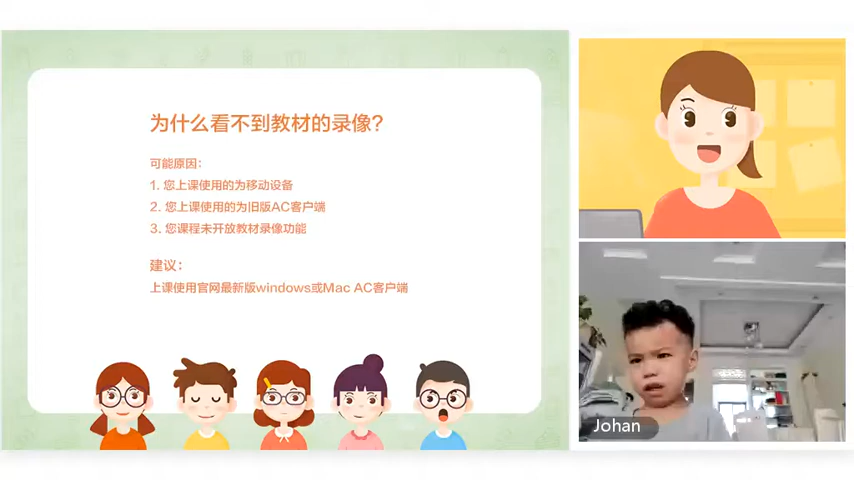 为什么看不到教材的录像?
可能原因:
1. 您上课使用的为移动设备
2. 您上课使用的为旧版AC客户端
3. 您课程未开放教材录像功能
建议:
上课使用官网最新版windows或Mac AC客户端
Johan